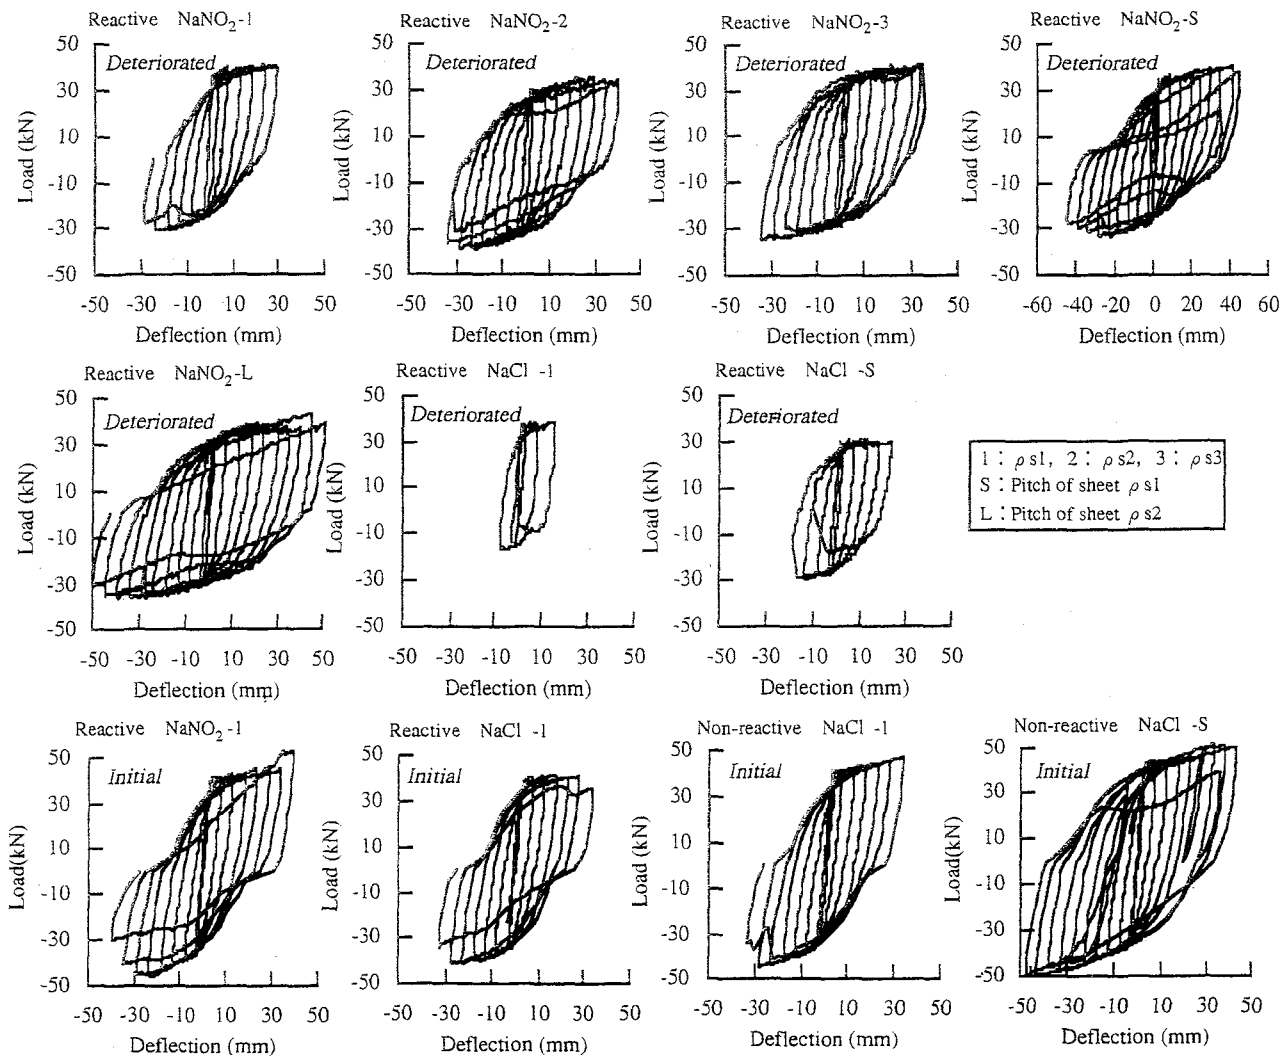 Reactive NaNO2-1
Deteriorated
Load (kN)
50
30
10
-10
-30
-50
-50 -30 -10 10 30 50
Deflection (mm)
Reactive NaNO2-2
Deteriorated
Load (kN)
50
30
10
-10
-30
-50
-50 -30 -10 10 30 50
Deflection (mm)
Reactive NaNO2-3
Deteriorated
Load (kN)
50
30
10
-10
-30
-50
-50 -30 -10 10 30 50
Deflection (mm)
Reactive NaNO2-S
Deteriorated
Load (kN)
50
30
10
-10
-30
-50
-60 -40 -20 0 20 40 60
Deflection (mm)
Reactive NaNO2-L
Deteriorated
Load (kN)
50
30
10
-10
-30
-50
-50 -30 -10 10 30 50
Deflection (mm)
Reactive NaCl -1
Deteriorated
Load (kN)
50
30
10
-10
-30
-50
-30 -10 10 30 50
Deflection (mm)
Reactive NaCl -S
Deteriorated
Load (kN)
50
30
10
-10
-30
-50
-50 -30 -10 10 30 50
Deflection (mm)
1 : ρ s1, 2 : ρ s2, 3 : ρ s3
S : Pitch of sheet ρ s1
L : Pitch of sheet ρ s2
Reactive NaNO2-1
Initial
Load(kN)
50
30
10
-10
-30
-50
-50 -30 -10 10 30 50
Deflection (mm)
Reactive NaCl -1
Initial
Load (kN)
50
30
10
-10
-30
-50
-50 -30 -10 10 30 50
Deflection (mm)
Non-reactive NaCl -1
Initial
Load (kN)
50
30
10
-10
-30
-50
-50 -30 -10 10 30 50
Deflection (mm)
Non-reactive NaCl -S
Initial
Load(kN)
50
30
10
-10
-30
-50
-50 -30 -10 10 30 50
Deflection (mm)